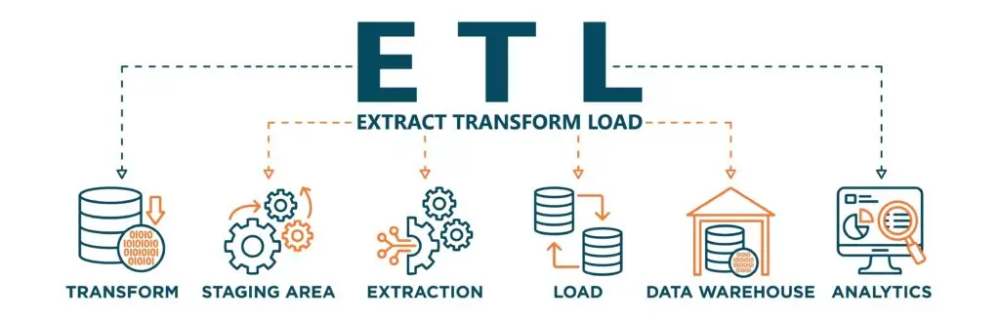 E T L
EXTRACT TRANSFORM LOAD
TRANSFORM
STAGING AREA
EXTRACTION
LOAD
DATA WAREHOUSE
ANALYTICS